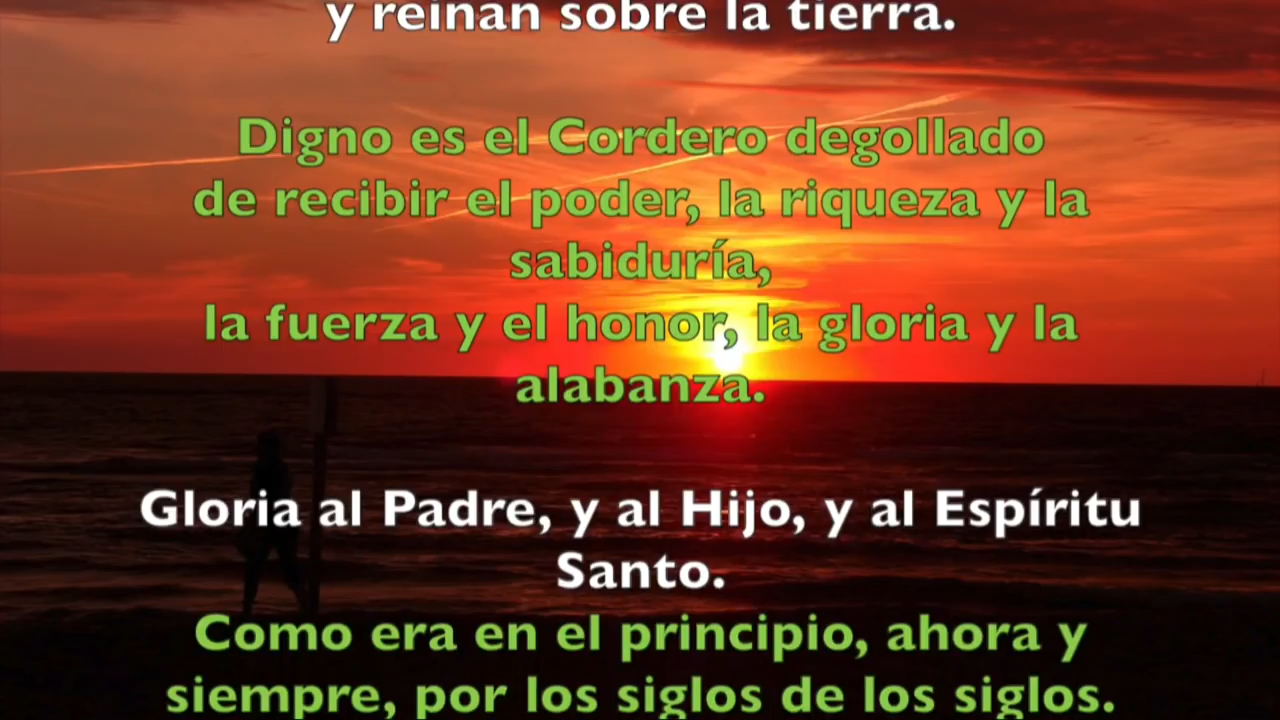 y reinan sobre la tierra.
Digno es el Cordero degollado
de recibir el poder, la riqueza y la
sabiduría,
la fuerza y el honor, la gloria y la
alabanza.
Gloria al Padre, y al Hijo, y al Espíritu
Santo.
Como era en el principio, ahora y
siempre, por los siglos de los siglos.